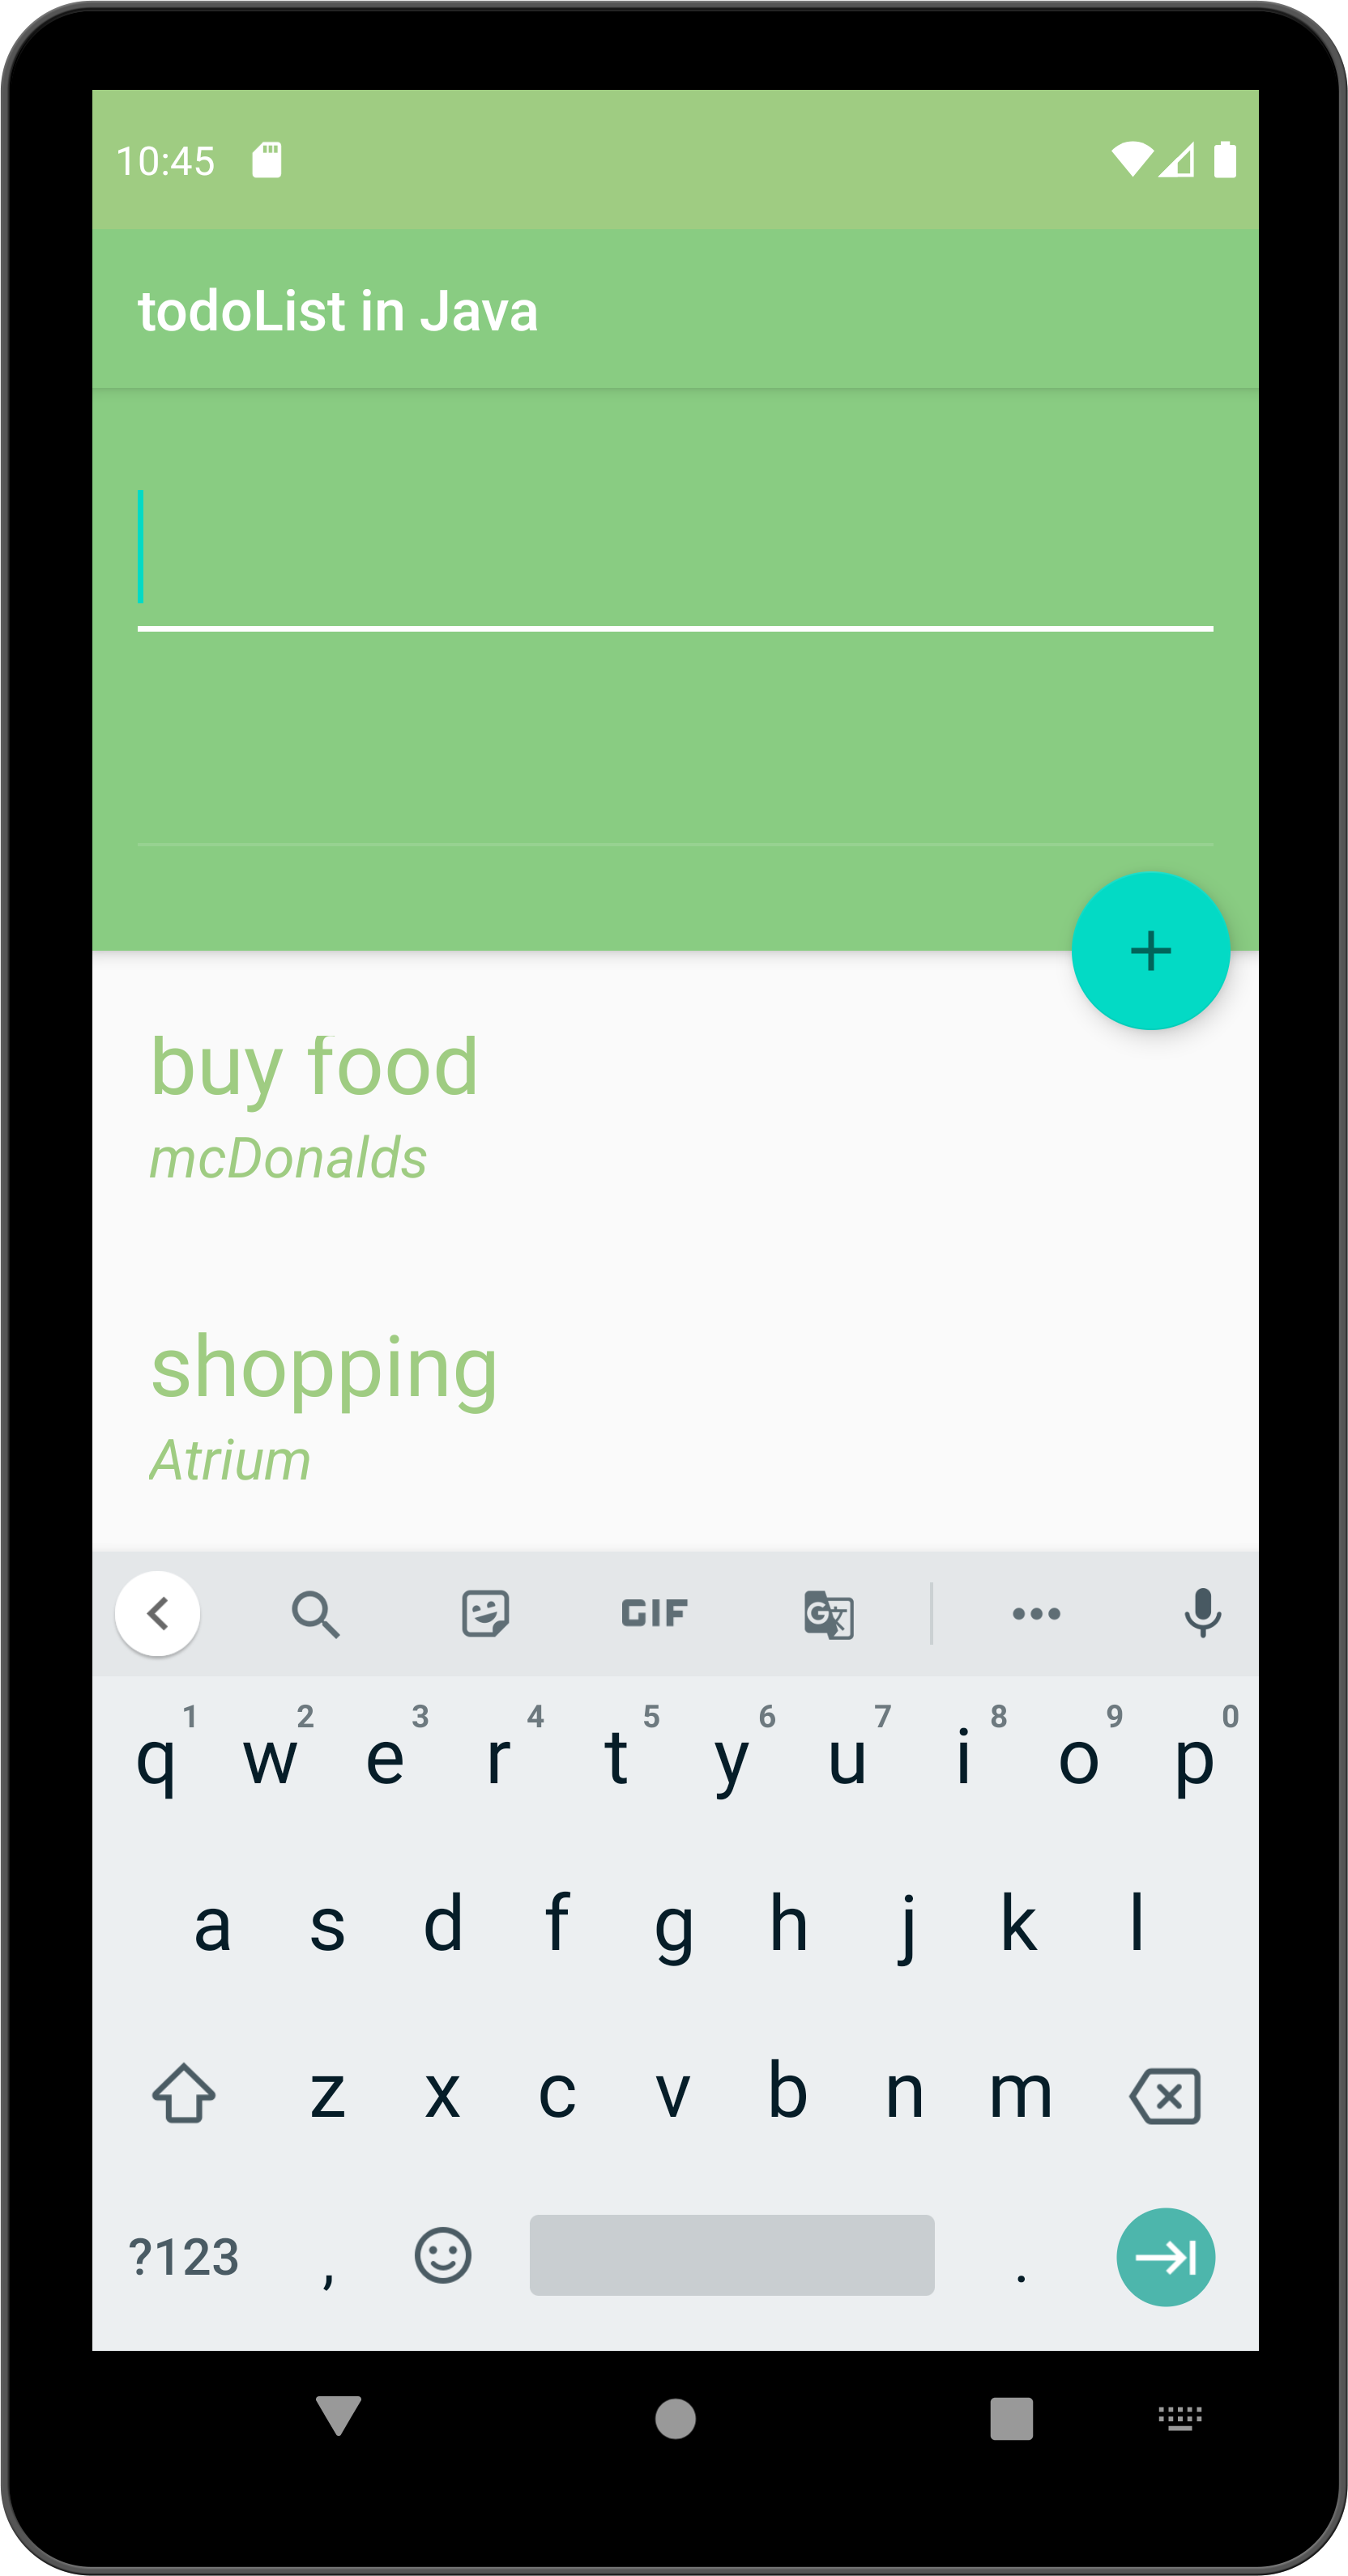 10:45
todoList in Java
+
buy food
mcDonalds
shopping
Atrium
GIF
G 文
1 2 3 4 5 6 7 8 9 0
q w e r t y u i o p
a s d f g h j k l
z x c v b n m
?123 , .